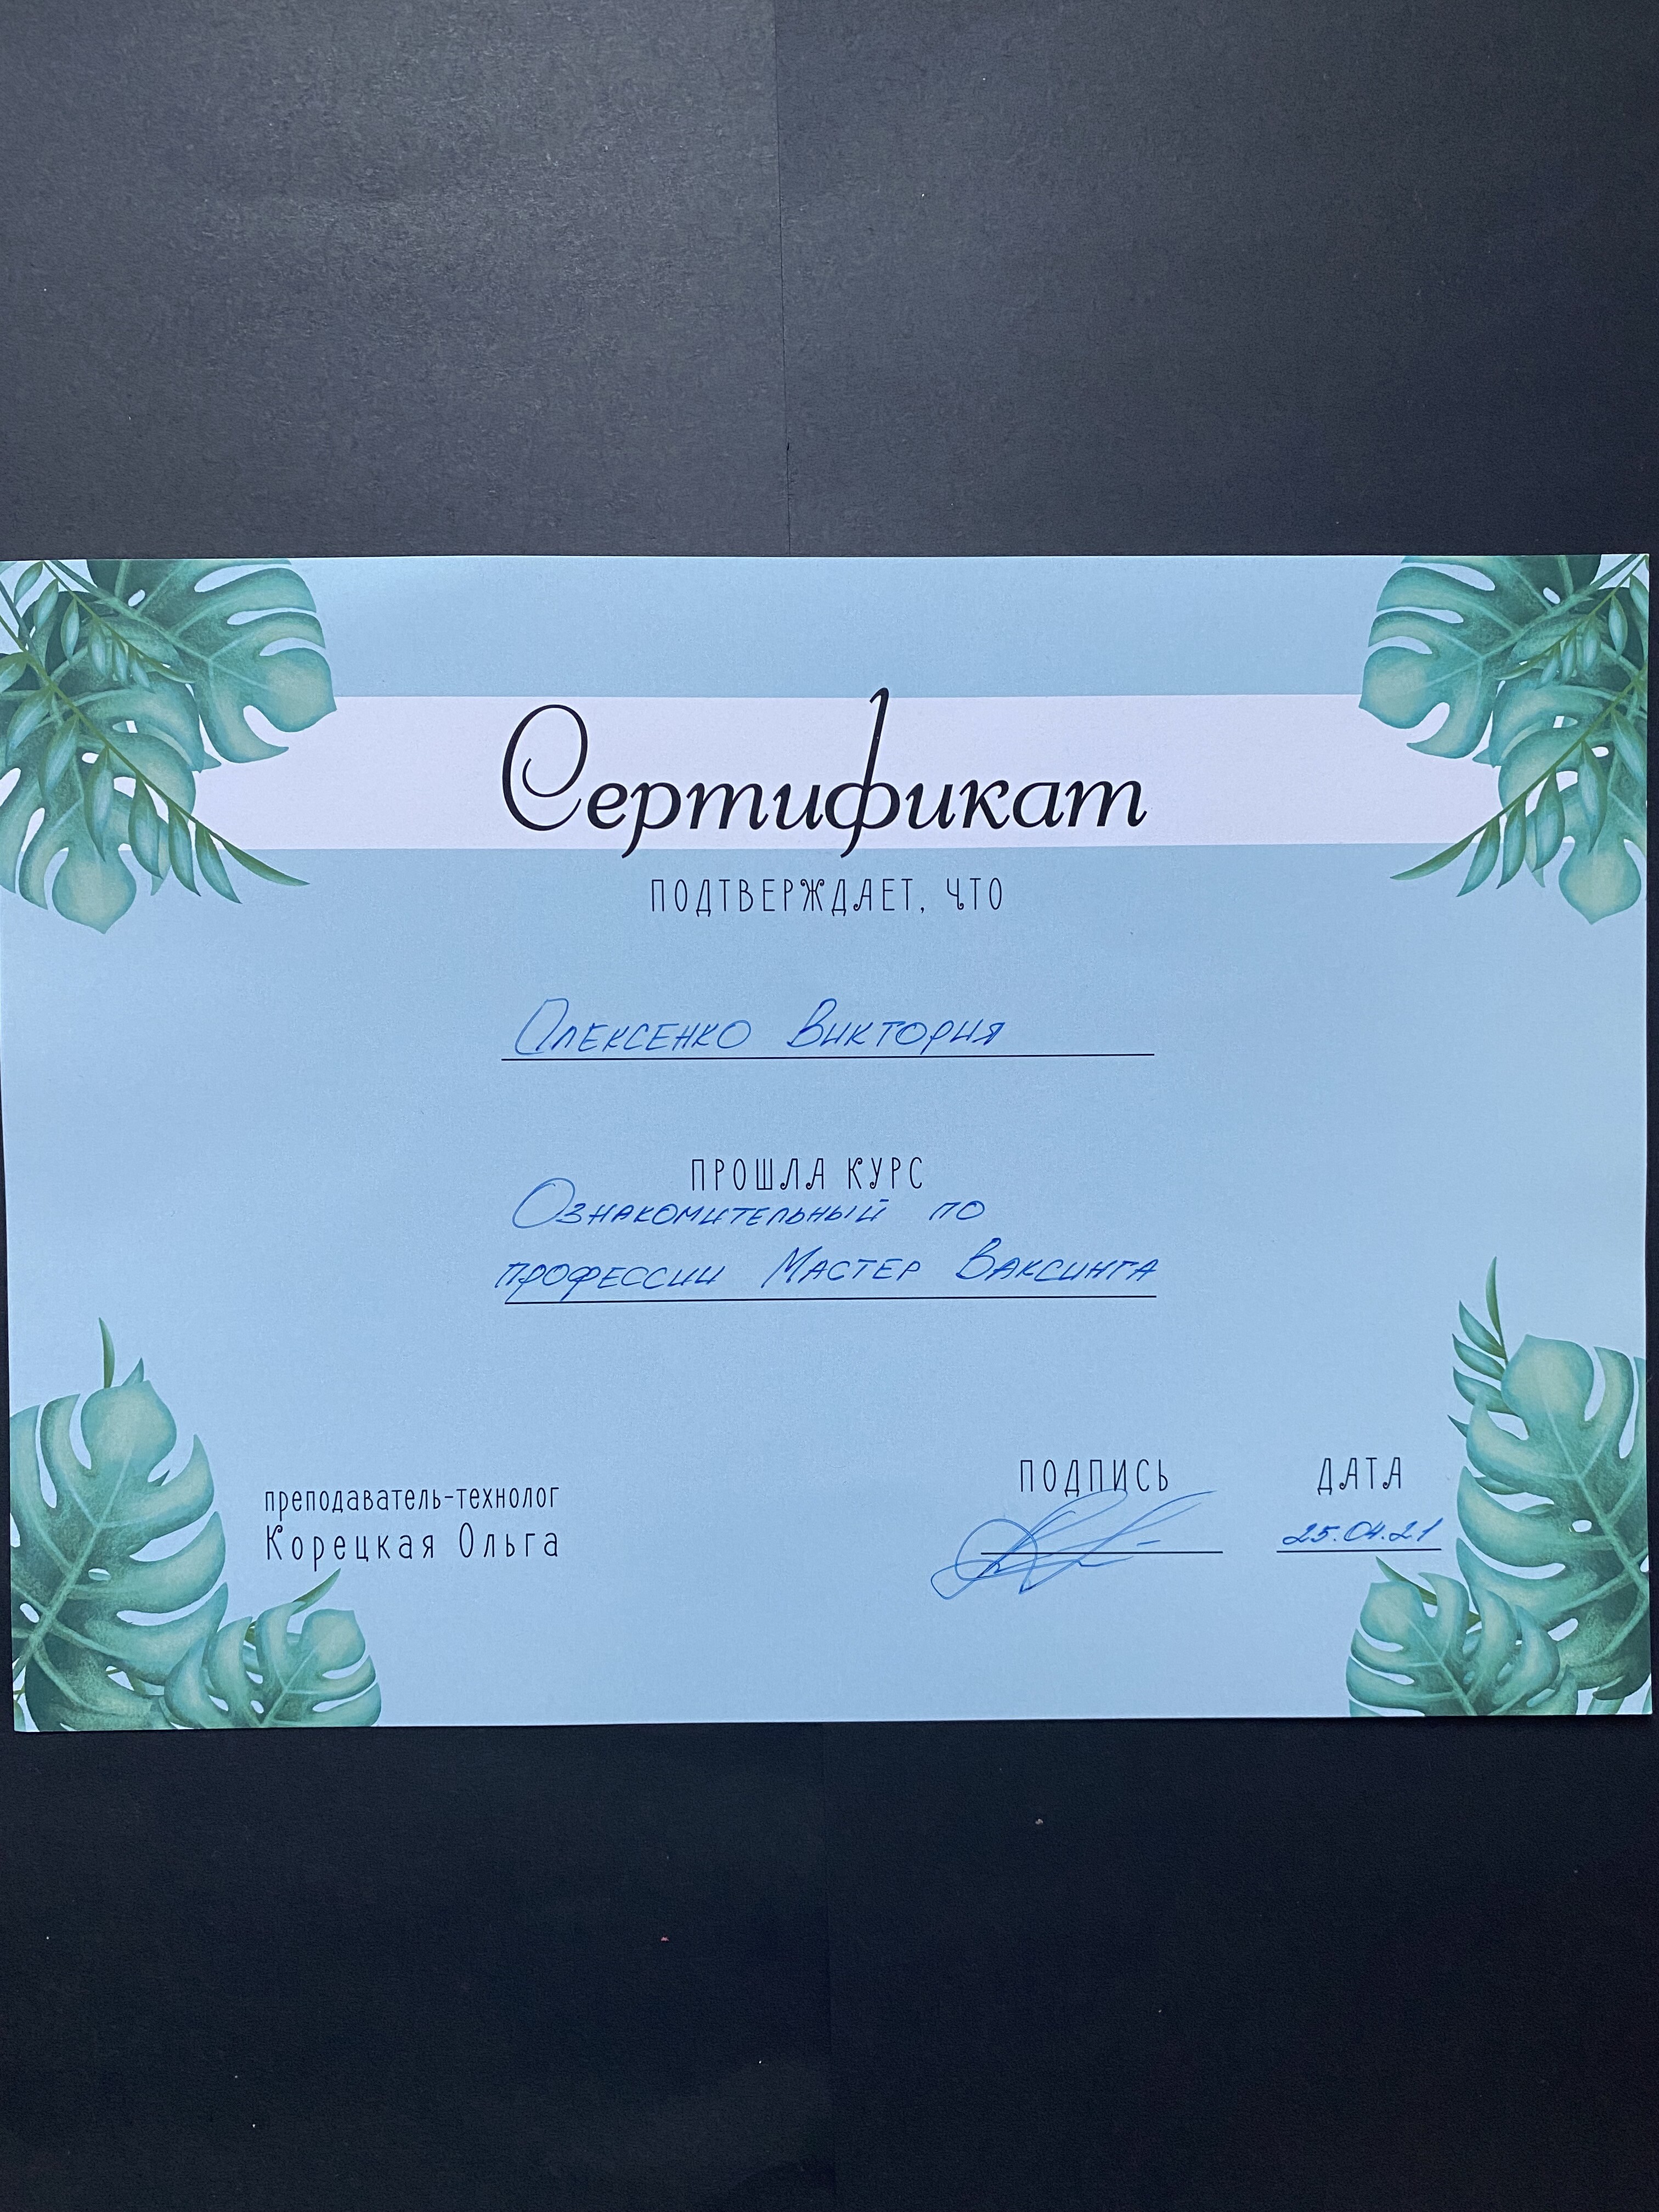 Сертификат
ПОДТВЕРЖДАЕТ, ЧТО
Олексенко Виктория
ПРОШЛА КУРС
Ознакомительный по
профессии Мастер Ваксинга
ПОДПИСЬ ДАТА
25.04.21
преподаватель-технолог
Корецкая Ольга